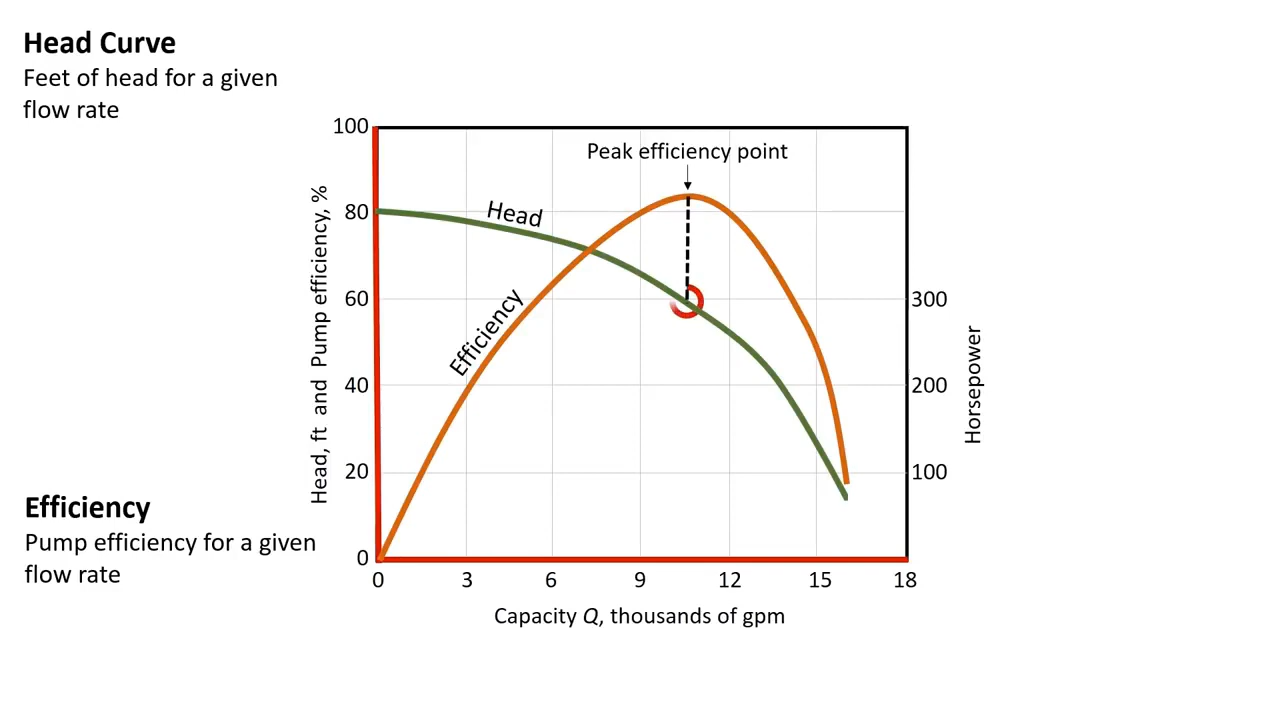 Head Curve
Feet of head for a given
flow rate
100
Peak efficiency point
80
Head
60
300
Efficiency
40
200
20
100
0
Head, ft and Pump efficiency, %
Horsepower
Efficiency
Pump efficiency for a given
flow rate
0 3 6 9 12 15 18
Capacity Q, thousands of gpm